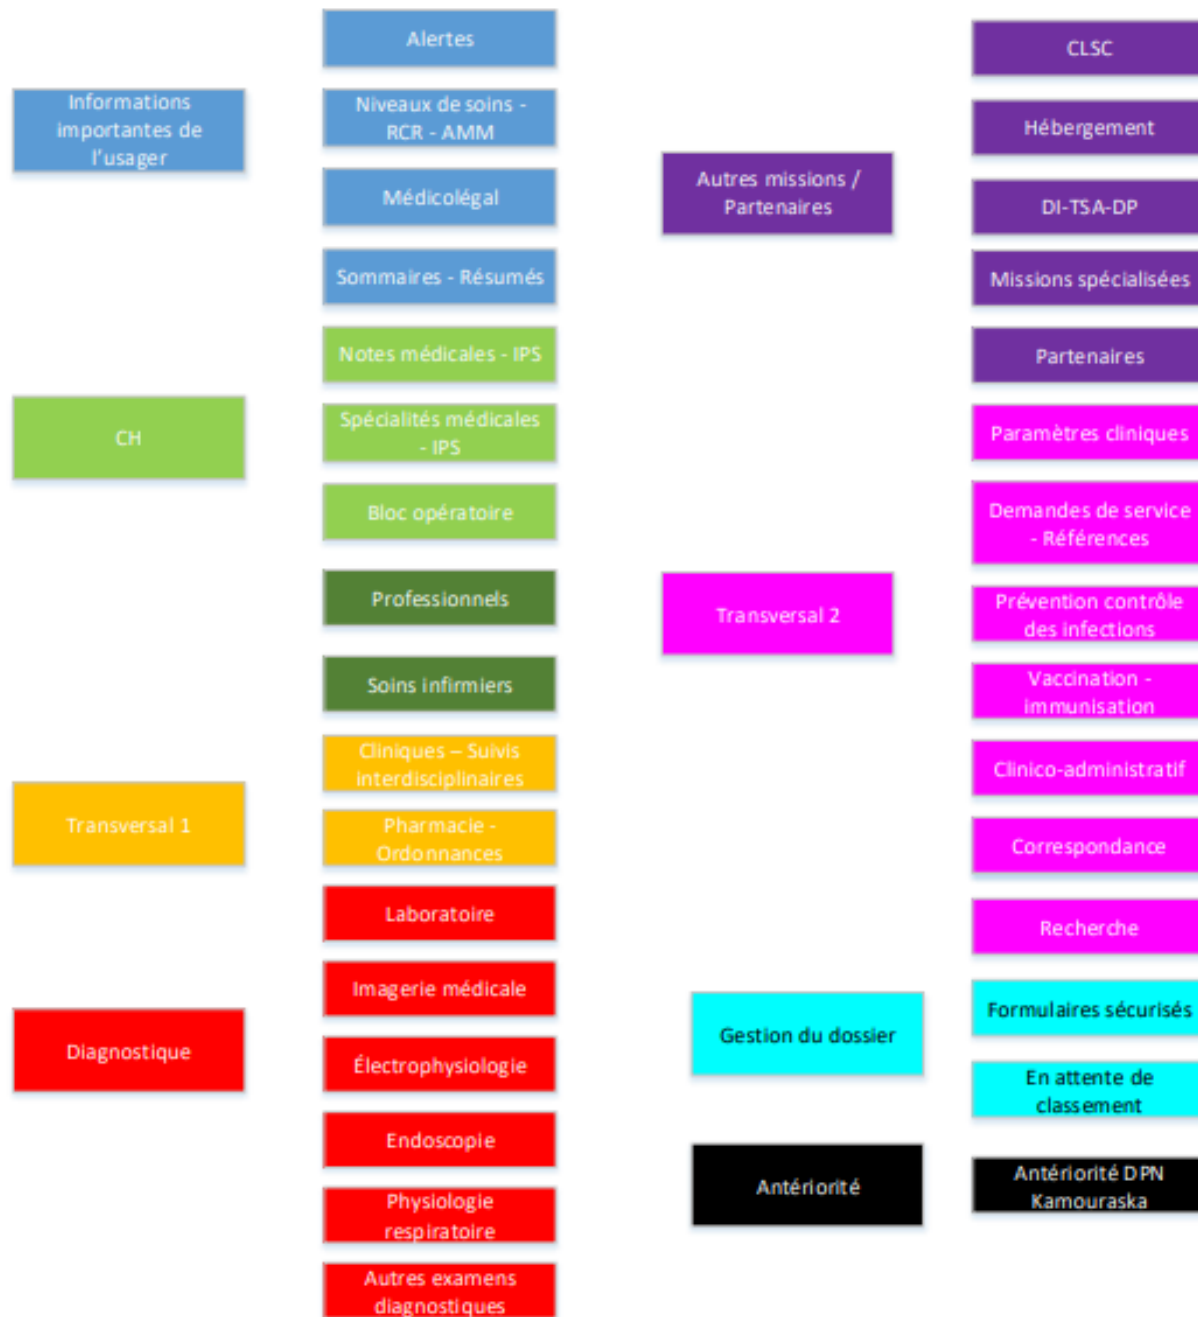 Informations
importantes de
l'usager
Alertes
Niveaux de soins -
RCR - AMM
Médicolégal
Sommaires - Résumés
CH
Notes médicales - IPS
Spécialités médicales
- IPS
Bloc opératoire
Professionnels
Soins infirmiers
Transversal 1
Cliniques – Suivis
interdisciplinaires
Pharmacie -
Ordonnances
Diagnostique
Laboratoire
Imagerie médicale
Électrophysiologie
Endoscopie
Physiologie
respiratoire
Autres examens
diagnostiques
Autres missions /
Partenaires
CLSC
Hébergement
DI-TSA-DP
Missions spécialisées
Partenaires
Transversal 2
Paramètres cliniques
Demandes de service
- Références
Prévention contrôle
des infections
Vaccination -
immunisation
Clinico-administratif
Correspondance
Recherche
Gestion du dossier
Formulaires sécurisés
En attente de
classement
Antériorité
Antériorité DPN
Kamouraska